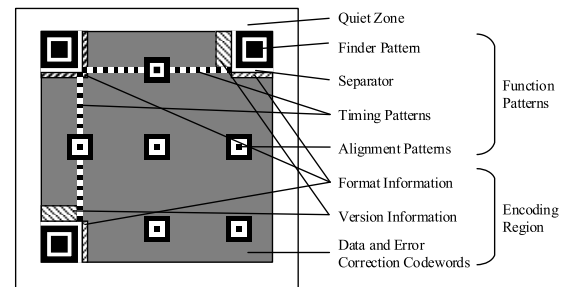 Quiet Zone
Finder Pattern
Separator
Function
Patterns
Timing Patterns
Alignment Patterns
Format Information
Version Information
Encoding
Region
Data and Error
Correction Codewords